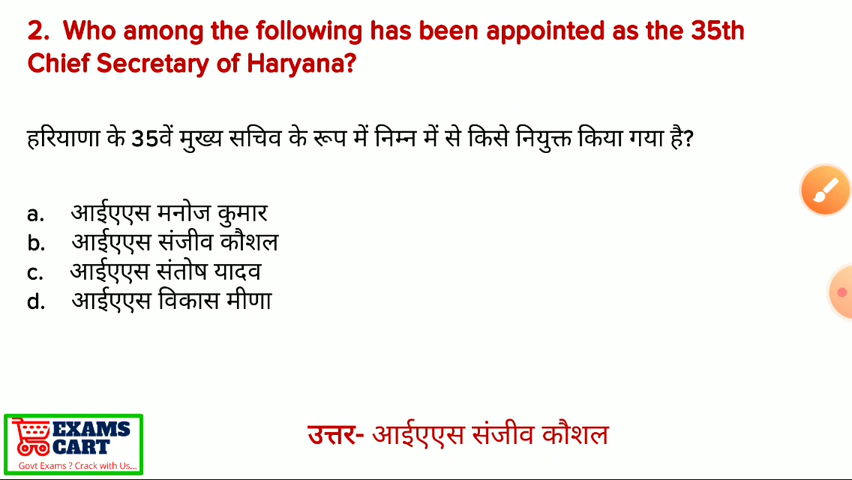 2. Who among the following has been appointed as the 35th
Chief Secretary of Haryana?
हरियाणा के 35वें मुख्य सचिव के रूप में निम्न में से किसे नियुक्त किया गया है?
a. आईएएस मनोज कुमार
b. आईएएस संजीव कौशल
c. आईएएस संतोष यादव
d. आईएएस विकास मीणा
उत्तर- आईएएस संजीव कौशल
EXAMS
CART
Govt Exams ? Crack with Us...